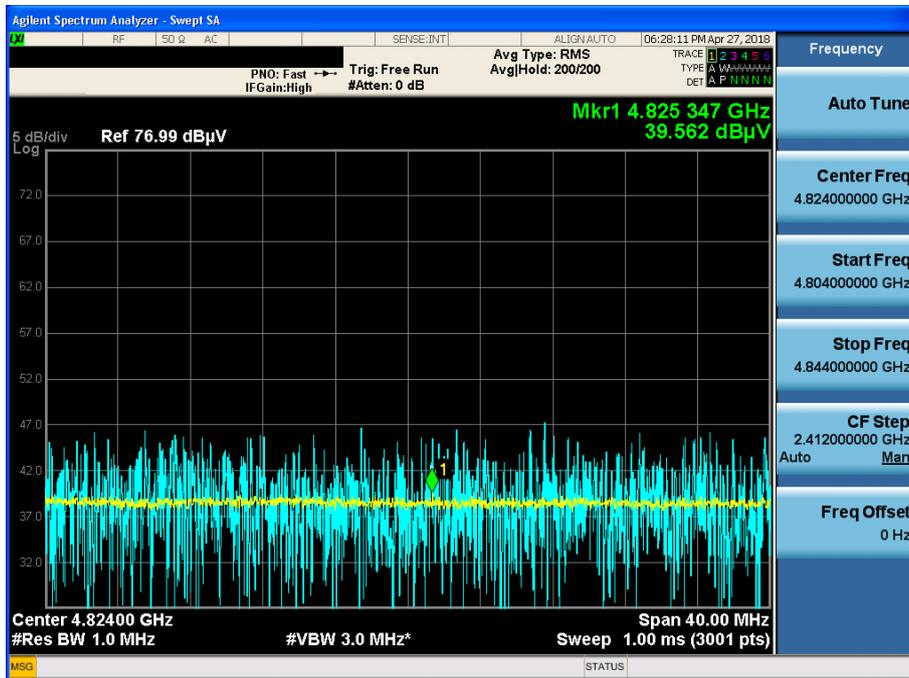 Agilent Spectrum Analyzer - Swept SA
LXI RF 50 Ω AC SENSE:INT ALIGN AUTO 06:28:11 PM Apr 27, 2018
PNO: Fast
IFGain:High
Trig: Free Run
#Atten: 0 dB
Avg Type: RMS
Avg|Hold: 200/200
TRACE 1 2 3 4 5 6
TYPE A WWWWWW
DET A P N N N N
Mkr1 4.825 347 GHz
39.562 dBµV
5 dB/div Ref 76.99 dBµV
Log
72.0
67.0
62.0
57.0
52.0
47.0
42.0
37.0
32.0
1
Center 4.82400 GHz Span 40.00 MHz
#Res BW 1.0 MHz #VBW 3.0 MHz* Sweep 1.00 ms (3001 pts)
MSG STATUS
Frequency
Auto Tune
Center Freq
4.824000000 GHz
Start Freq
4.804000000 GHz
Stop Freq
4.844000000 GHz
CF Step
2.412000000 GHz
Auto Man
Freq Offset
0 Hz